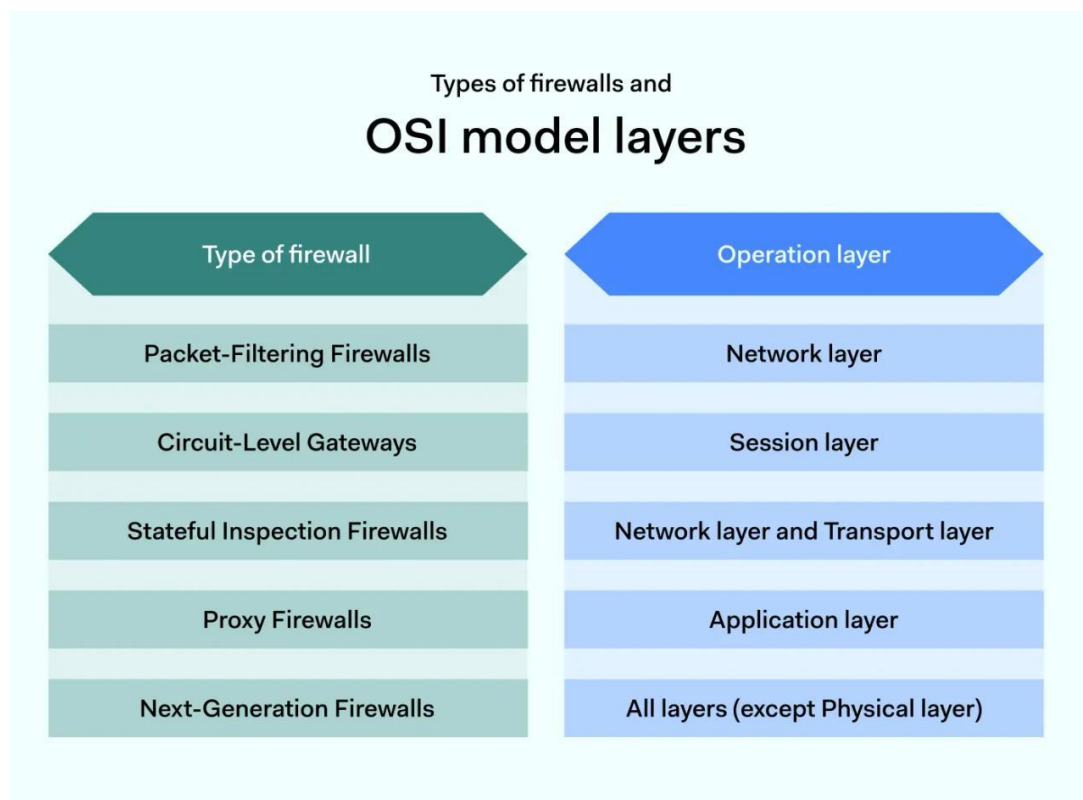 Types of firewalls and
OSI model layers
Type of firewall
Operation layer
Packet-Filtering Firewalls
Network layer
Circuit-Level Gateways
Session layer
Stateful Inspection Firewalls
Network layer and Transport layer
Proxy Firewalls
Application layer
Next-Generation Firewalls
All layers (except Physical layer)